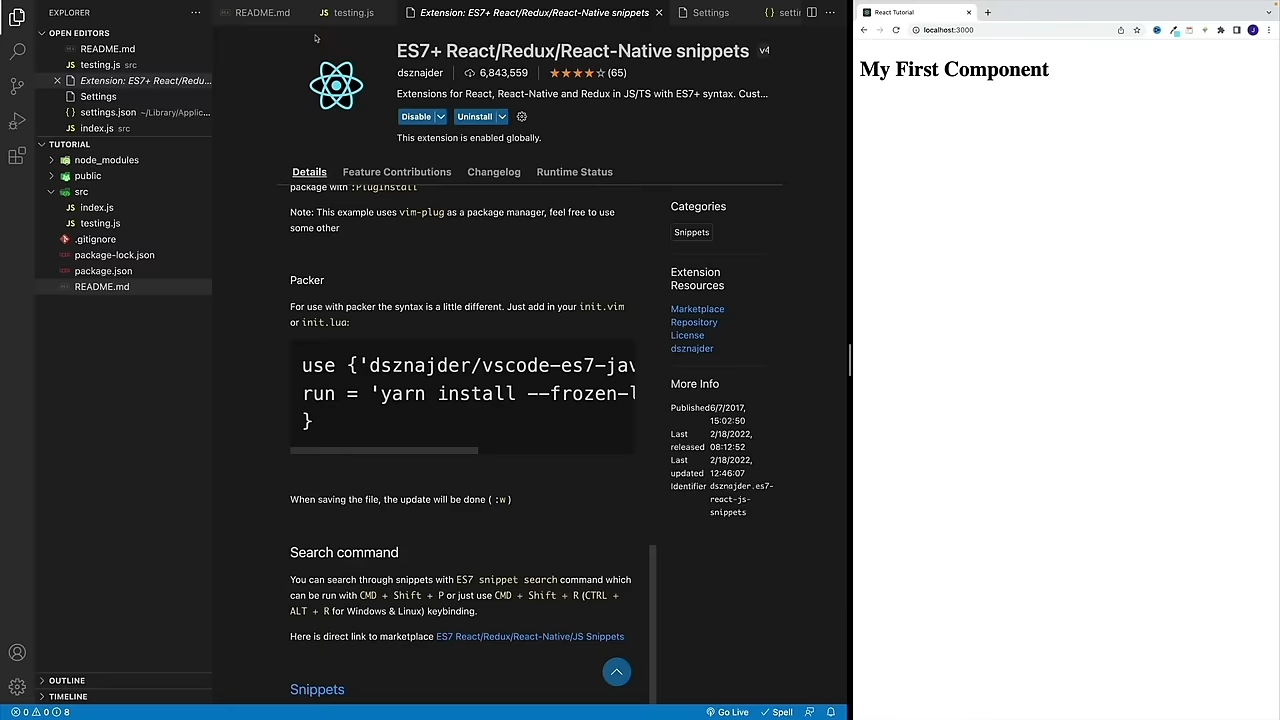 EXPLORER
OPEN EDITORS
README.md
testing.js src
Extension: ES7+ React/Redu...
Settings
settings.json ~/Library/Applic...
index.js src
TUTORIAL
node_modules
public
src
index.js
testing.js
.gitignore
package-lock.json
package.json
README.md
OUTLINE
TIMELINE
README.md
JS testing.js
Extension: ES7+ React/Redux/React-Native snippets
Settings
{ } setti
ES7+ React/Redux/React-Native snippets v4
dsznajder
6,843,559
(65)
Extensions for React, React-Native and Redux in JS/TS with ES7+ syntax. Cust...
Disable
Uninstall
This extension is enabled globally.
Details
Feature Contributions
Changelog
Runtime Status
package with :PlugInstall
Note: This example uses vim-plug as a package manager, feel free to use
some other
Packer
For use with packer the syntax is a little different. Just add in your init.vim
or init.lua:
use {'dsznajder/vscode-es7-jav
run = 'yarn install --frozen-l
}
When saving the file, the update will be done ( :w )
Search command
You can search through snippets with ES7 snippet search command which
can be run with CMD + Shift + P or just use CMD + Shift + R (CTRL +
ALT + R for Windows & Linux) keybinding.
Here is direct link to marketplace ES7 React/Redux/React-Native/JS Snippets
Snippets
Categories
Snippets
Extension
Resources
Marketplace
Repository
License
dsznajder
More Info
Published 6/7/2017,
15:02:50
Last 2/18/2022,
released 08:12:52
Last 2/18/2022,
updated 12:46:07
Identifier dsznajder.es7-
react-js-
snippets
0 0 8
Go Live
Spell
React Tutorial
localhost:3000
J
My First Component